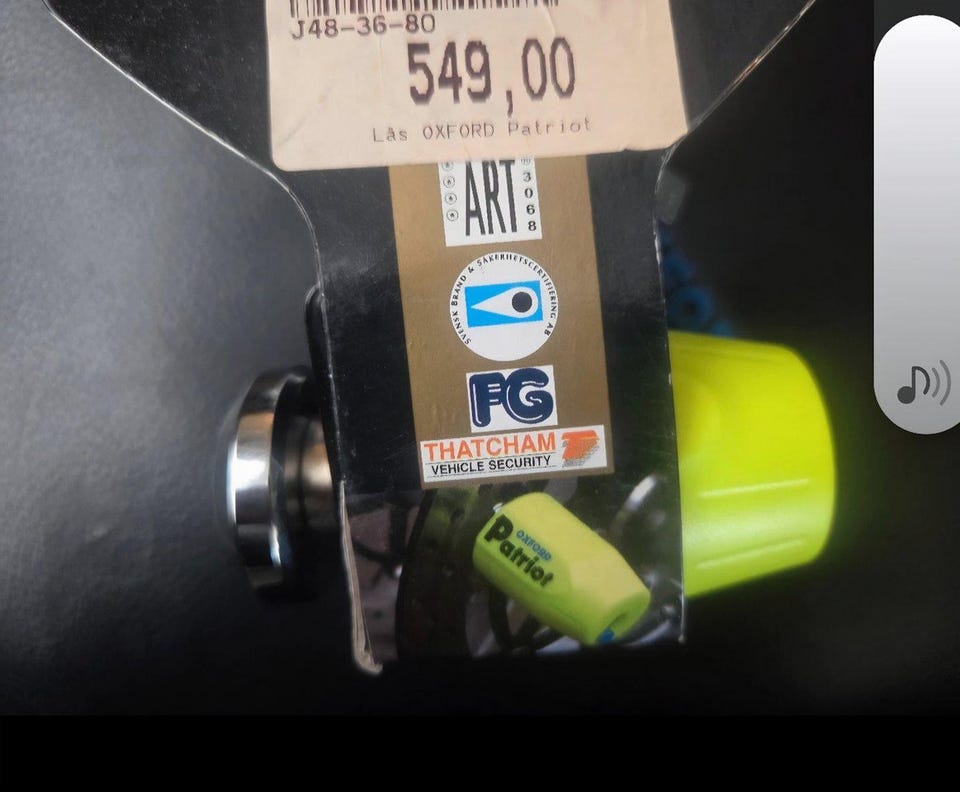 J48-36-80
549,00
Lås OXFORD Patriot
ART
®3068
SVENSK BRAND & SÄKERHETSCERTIFIERING AB
FG
THATCHAM
VEHICLE SECURITY
OXFORD
Patriot